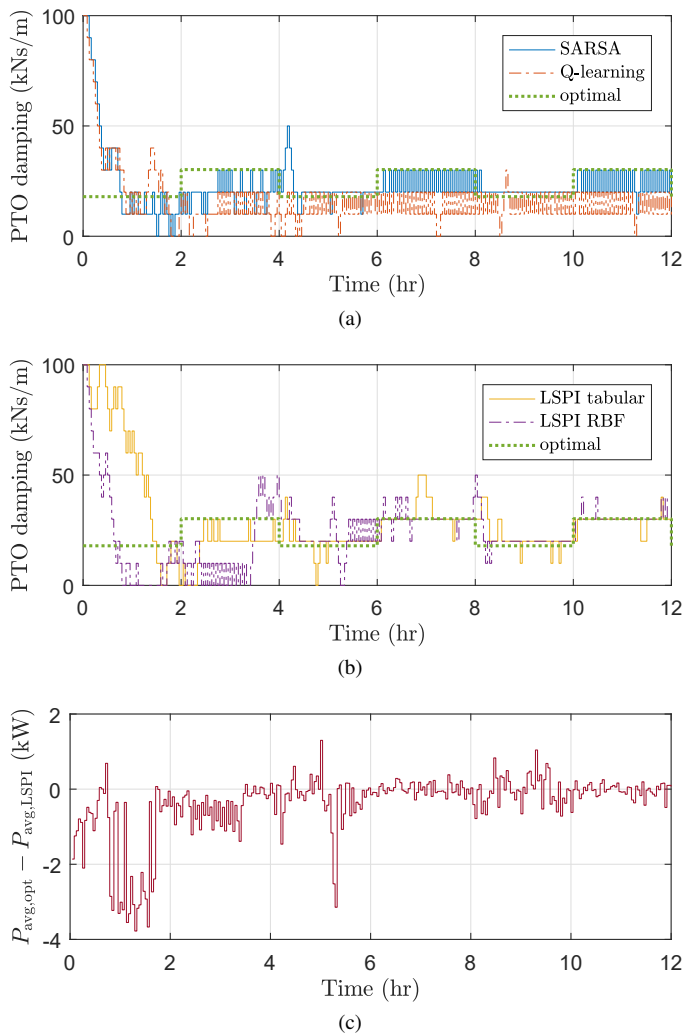 100
50
0
PTO damping (kNs/m)
SARSA
Q-learning
optimal
0 2 4 6 8 10 12
Time (hr)
(a)
100
50
0
PTO damping (kNs/m)
LSPI tabular
LSPI RBF
optimal
0 2 4 6 8 10 12
Time (hr)
(b)
2
0
-2
-4
P_avg,opt − P_avg,LSPI (kW)
0 2 4 6 8 10 12
Time (hr)
(c)